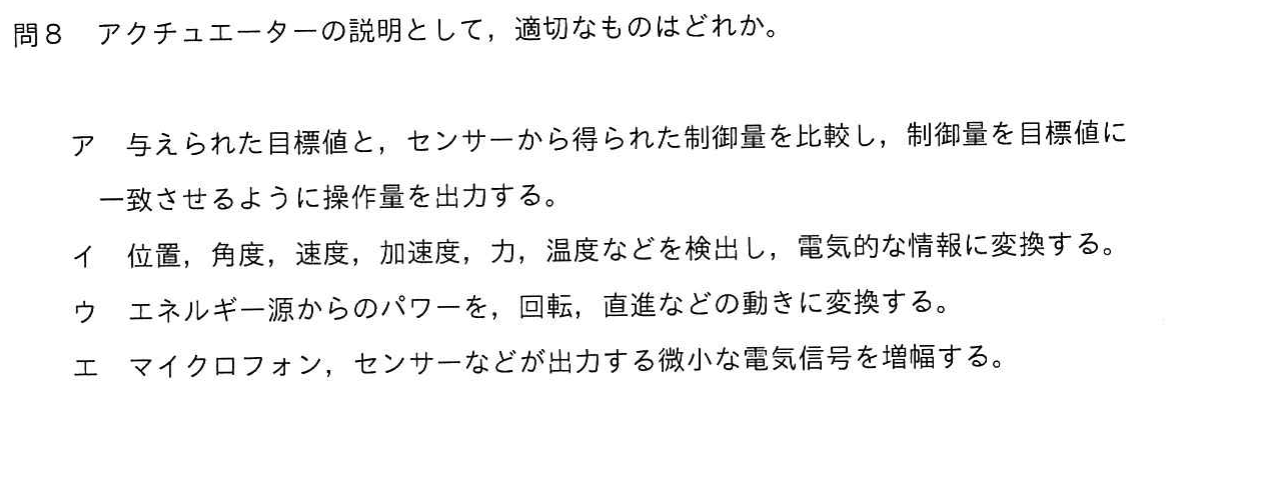 問8 アクチュエーターの説明として，適切なものはどれか。
ア 与えられた目標値と，センサーから得られた制御量を比較し，制御量を目標値に
一致させるように操作量を出力する。
イ 位置，角度，速度，加速度，力，温度などを検出し，電気的な情報に変換する。
ウ エネルギー源からのパワーを，回転，直進などの動きに変換する。
エ マイクロフォン，センサーなどが出力する微小な電気信号を増幅する。